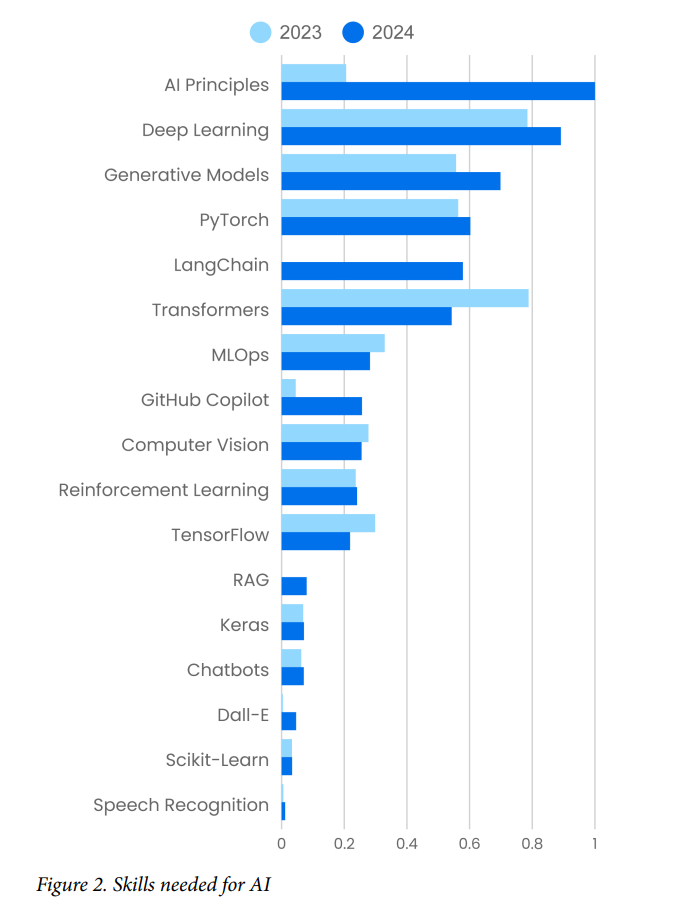 2023 2024
AI Principles
Deep Learning
Generative Models
PyTorch
LangChain
Transformers
MLOps
GitHub Copilot
Computer Vision
Reinforcement Learning
TensorFlow
RAG
Keras
Chatbots
Dall-E
Scikit-Learn
Speech Recognition
0 0.2 0.4 0.6 0.8 1
Figure 2. Skills needed for AI